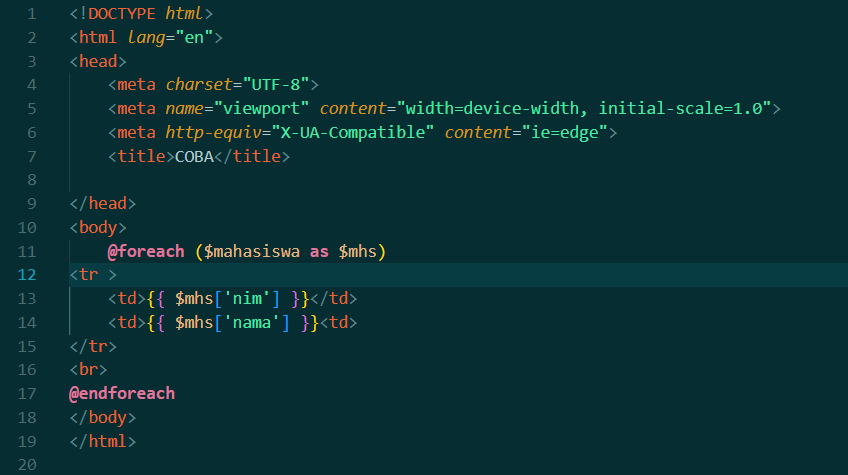 1 <!DOCTYPE html>
2 <html lang="en">
3 <head>
4     <meta charset="UTF-8">
5     <meta name="viewport" content="width=device-width, initial-scale=1.0">
6     <meta http-equiv="X-UA-Compatible" content="ie=edge">
7     <title>COBA</title>
8
9 </head>
10 <body>
11     @foreach ($mahasiswa as $mhs)
12 <tr >
13     <td>{{ $mhs['nim'] }}</td>
14     <td>{{ $mhs['nama'] }}<td>
15 </tr>
16 <br>
17 @endforeach
18 </body>
19 </html>
20